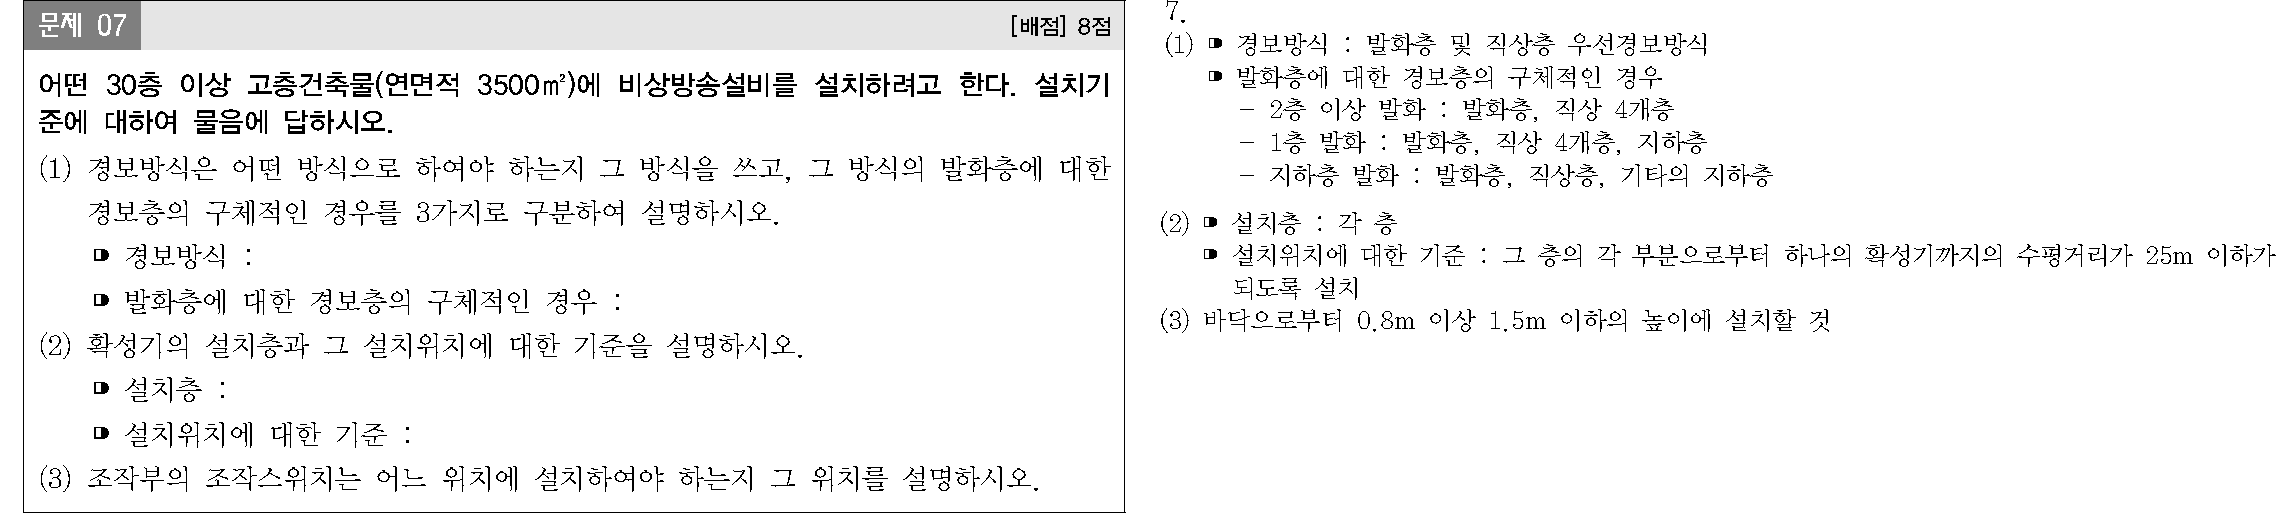 문제 07
[배점] 8점
어떤 30층 이상 고층건축물(연면적 3500㎡)에 비상방송설비를 설치하려고 한다. 설치기
준에 대하여 물음에 답하시오.
(1) 경보방식은 어떤 방식으로 하여야 하는지 그 방식을 쓰고, 그 방식의 발화층에 대한
경보층의 구체적인 경우를 3가지로 구분하여 설명하시오.
경보방식 :
발화층에 대한 경보층의 구체적인 경우 :
(2) 확성기의 설치층과 그 설치위치에 대한 기준을 설명하시오.
설치층 :
설치위치에 대한 기준 :
(3) 조작부의 조작스위치는 어느 위치에 설치하여야 하는지 그 위치를 설명하시오.
7.
(1) 경보방식 : 발화층 및 직상층 우선경보방식
발화층에 대한 경보층의 구체적인 경우
- 2층 이상 발화 : 발화층, 직상 4개층
- 1층 발화 : 발화층, 직상 4개층, 지하층
- 지하층 발화 : 발화층, 직상층, 기타의 지하층
(2) 설치층 : 각 층
설치위치에 대한 기준 : 그 층의 각 부분으로부터 하나의 확성기까지의 수평거리가 25m 이하가
되도록 설치
(3) 바닥으로부터 0.8m 이상 1.5m 이하의 높이에 설치할 것